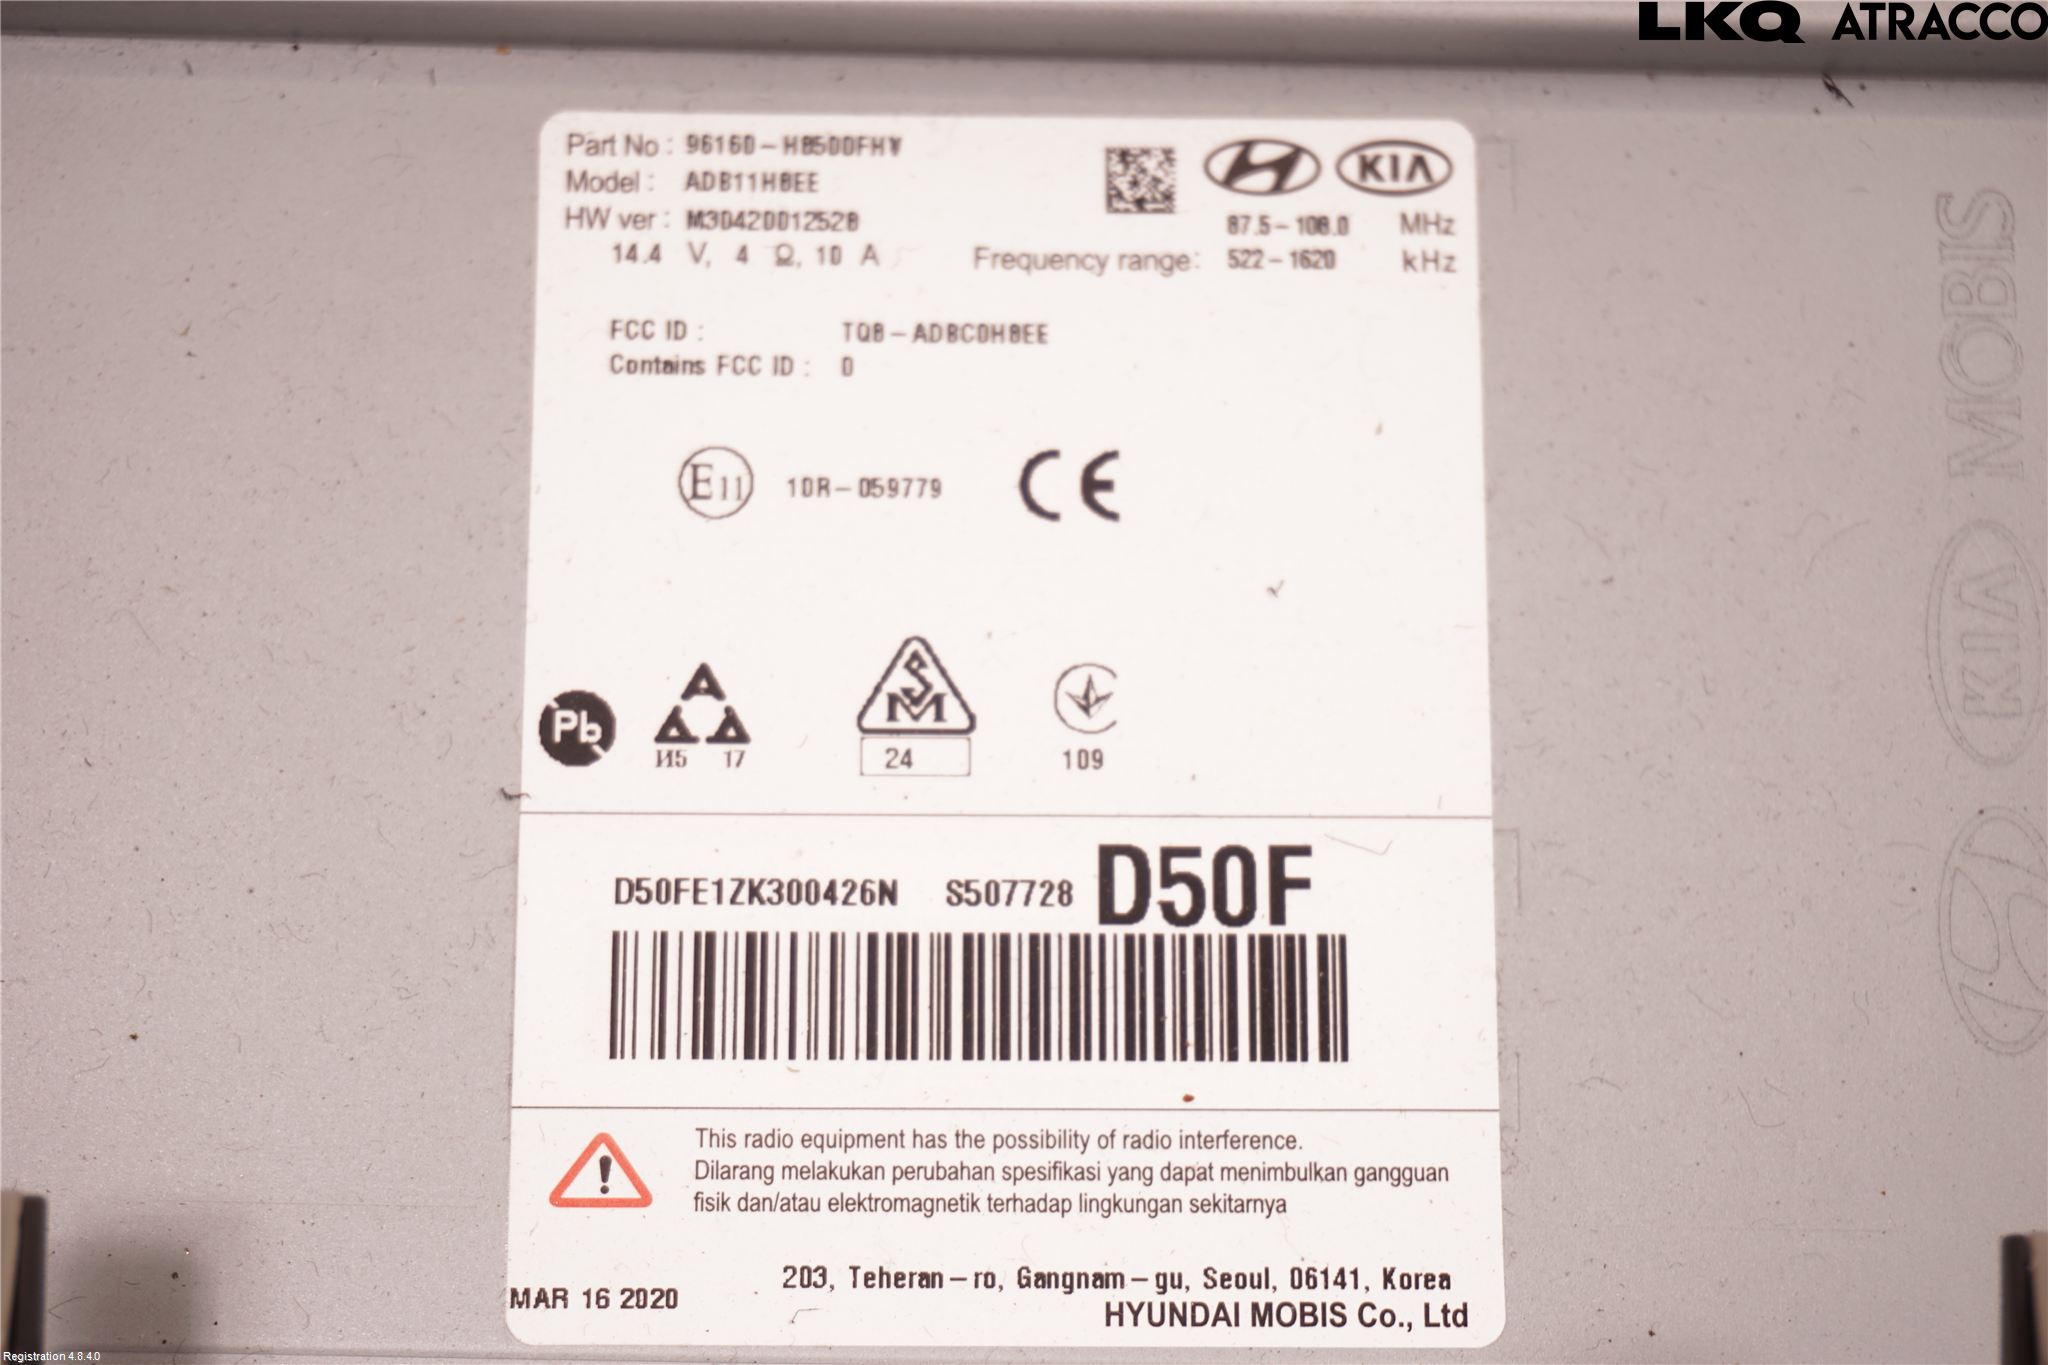 LKQ ATRACCO
Part No : 96160-H8500FHV
Model : ADB11H8EE
HW ver : M30420012528
14.4 V, 4 Ω, 10 A
KIA
87.5-108.0 MHz
Frequency range: 522-1620 kHz
FCC ID : TQ8-ADBC0H8EE
Contains FCC ID : 0
E11 10R-059779 CE
Pb
И5 17
SM
24
109
D50FE1ZK300426N S507728 D50F
This radio equipment has the possibility of radio interference.
Dilarang melakukan perubahan spesifikasi yang dapat menimbulkan gangguan
fisik dan/atau elektromagnetik terhadap lingkungan sekitarnya
203, Teheran-ro, Gangnam-gu, Seoul, 06141, Korea
MAR 16 2020
HYUNDAI MOBIS Co., Ltd
MOBIS
KIA
Registration 4.8.4.0